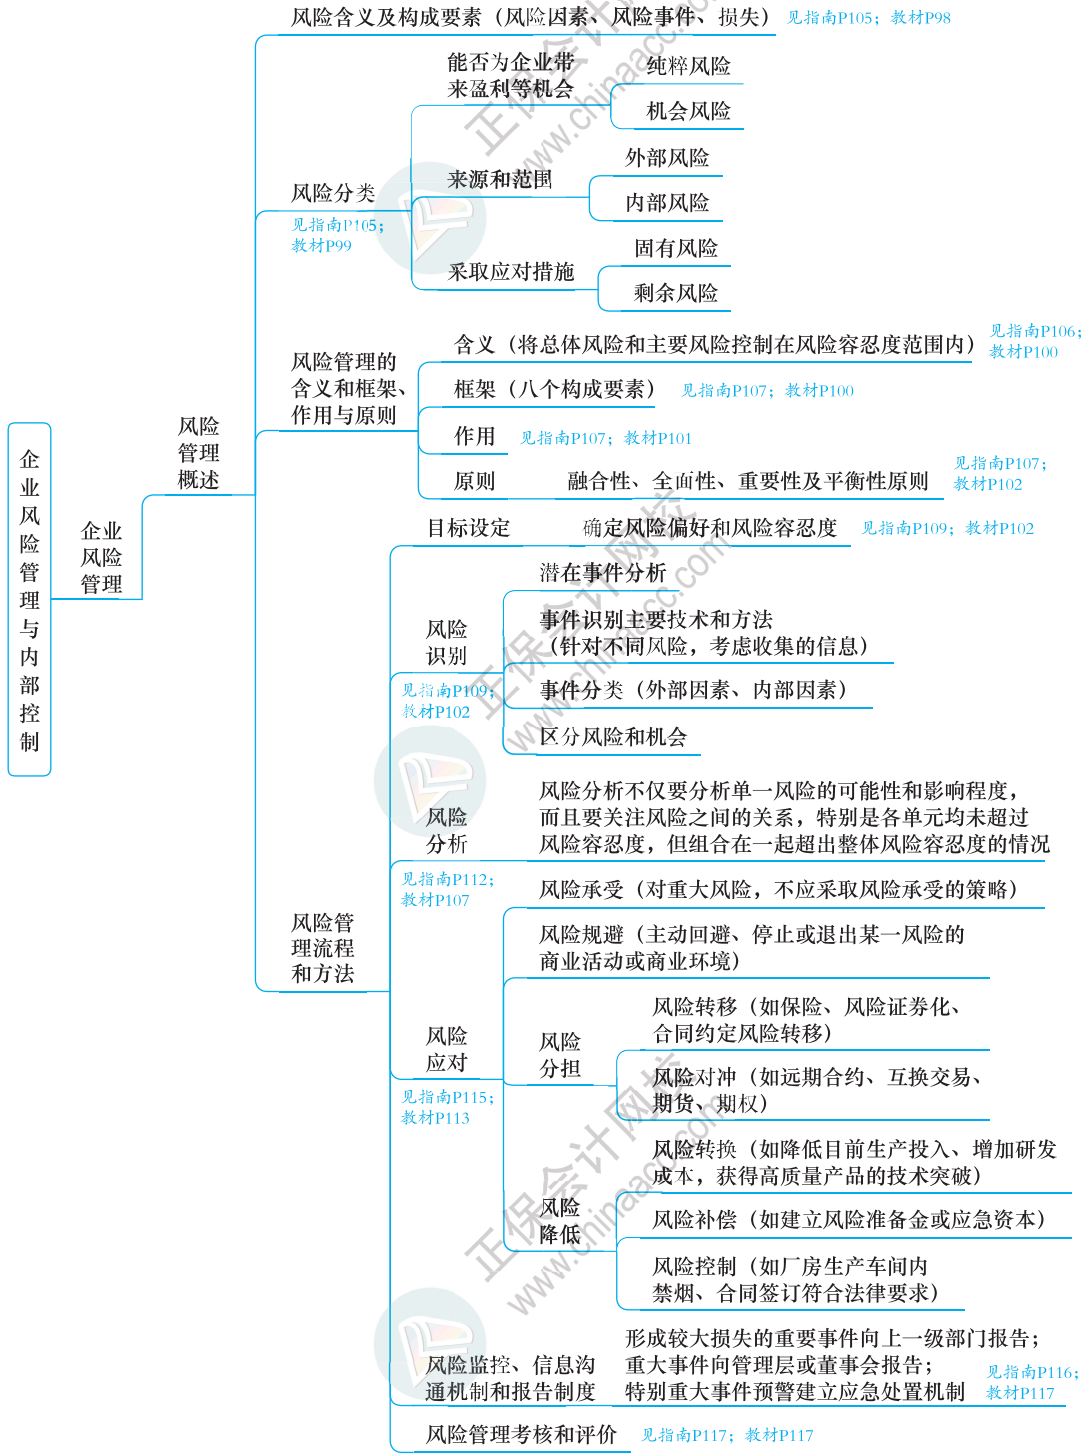 风险含义及构成要素（风险因素、风险事件、损失）
见指南P105；教材P98
能否为企业带
来盈利等机会
纯粹风险
机会风险
来源和范围
外部风险
内部风险
风险分类
见指南P105；
教材P99
采取应对措施
固有风险
剩余风险
风险管理的
含义和框架、
作用与原则
含义（将总体风险和主要风险控制在风险容忍度范围内）
见指南P106；
教材P100
框架（八个构成要素）
见指南P107；教材P100
作用
见指南P107；教材P101
原则
融合性、全面性、重要性及平衡性原则
见指南P107；
教材P102
企业风险管理与内部控制
企业
风险
管理
风险
管理
概述
目标设定
确定风险偏好和风险容忍度
见指南P109；教材P102
风险
识别
见指南P109；
教材P102
潜在事件分析
事件识别主要技术和方法
（针对不同风险，考虑收集的信息）
事件分类（外部因素、内部因素）
区分风险和机会
风险
分析
见指南P112；
教材P107
风险分析不仅要分析单一风险的可能性和影响程度，
而且要关注风险之间的关系，特别是各单元均未超过
风险容忍度，但组合在一起超出整体风险容忍度的情况
风险管
理流程
和方法
风险承受（对重大风险，不应采取风险承受的策略）
风险规避（主动回避、停止或退出某一风险的
商业活动或商业环境）
风险
应对
见指南P115；
教材P113
风险
分担
风险转移（如保险、风险证券化、
合同约定风险转移）
风险对冲（如远期合约、互换交易、
期货、期权）
风险
降低
风险转换（如降低目前生产投入、增加研发
成本，获得高质量产品的技术突破）
风险补偿（如建立风险准备金或应急资本）
风险控制（如厂房生产车间内
禁烟、合同签订符合法律要求）
风险监控、信息沟
通机制和报告制度
形成较大损失的重要事件向上一级部门报告；
重大事件向管理层或董事会报告；
特别重大事件预警建立应急处置机制
见指南P116；
教材P117
风险管理考核和评价
见指南P117；教材P117
正保会计网校
www.chinaacc.com
正保会计网校
www.chinaacc.com
正保会计网校
www.chinaacc.com